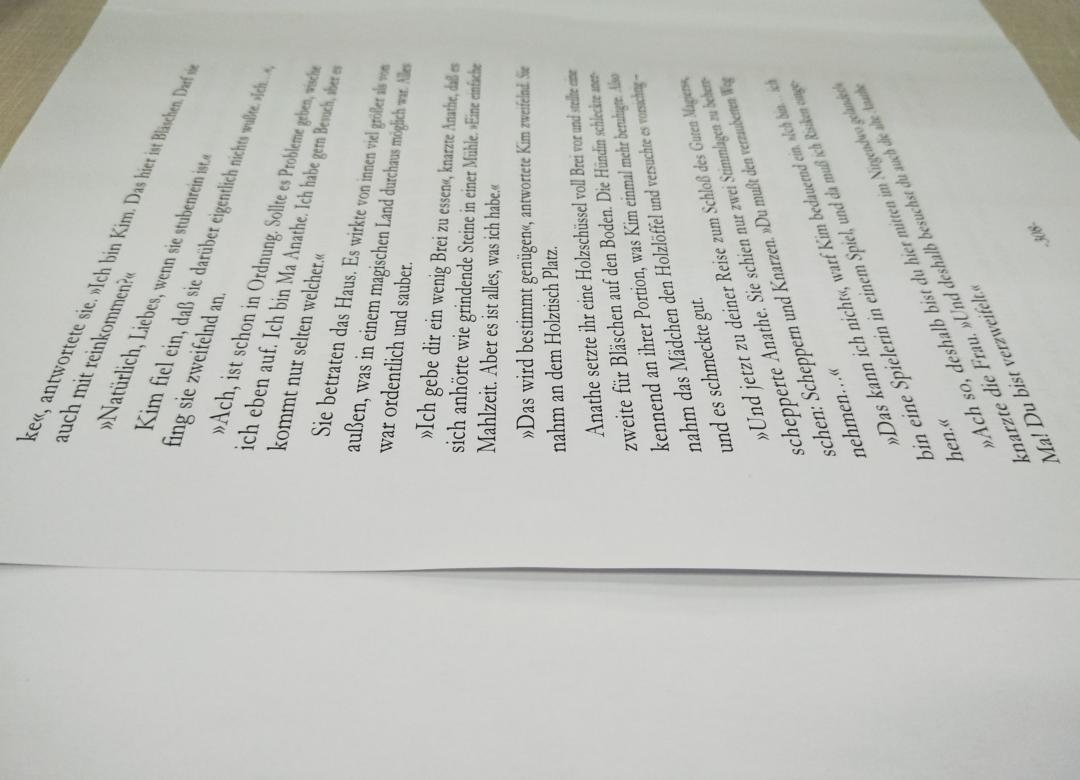 ke«, antwortete sie. »Ich bin Kim. Das hier ist Bläschen. Darf sie
auch mit reinkommen?«
»Natürlich, Liebes, wenn sie stubenrein ist.«
Kim fiel ein, daß sie darüber eigentlich nichts wußte. »Ich…«,
fing sie zweifelnd an.
»Ach, ist schon in Ordnung. Sollte es Probleme geben, wische
ich eben auf. Ich bin Ma Anathe. Ich habe gern Besuch, aber es
kommt nur selten welcher.«
Sie betraten das Haus. Es wirkte von innen viel größer als von
außen, was in einem magischen Land durchaus möglich war. Alles
war ordentlich und sauber.
»Ich gebe dir ein wenig Brei zu essen«, knarzte Anathe, daß es
sich anhörte wie grindende Steine in einer Mühle. »Eine einfache
Mahlzeit. Aber es ist alles, was ich habe.«
»Das wird bestimmt genügen«, antwortete Kim zweifelnd. Sie
nahm an dem Holztisch Platz.
Anathe setzte ihr eine Holzschüssel voll Brei vor und stellte eine
zweite für Bläschen auf den Boden. Die Hündin schleckte aner-
kennend an ihrer Portion, was Kim einmal mehr beruhigte. Also
nahm das Mädchen den Holzlöffel und versuchte es vorsichtig –
und es schmeckte gut.
»Und jetzt zu deiner Reise zum Schloß des Guten Magiers,
schepperte Anathe. Sie schien nur zwei Stimmlagen zu beherr-
schen: Scheppern und Knarzen. »Du mußt den verzauberten Weg
nehmen…«
»Das kann ich nicht«, warf Kim bedauernd ein. »Ich bin… ich
bin eine Spielerin in einem Spiel, und da muß ich Risiken einge-
hen.«
»Ach so, deshalb bist du hier mitten im Nirgendwo gelandet«,
knarzte die Frau. »Und deshalb besuchst du auch die alte Anathe
Ma! Du bist verzweifelt.«
·308·